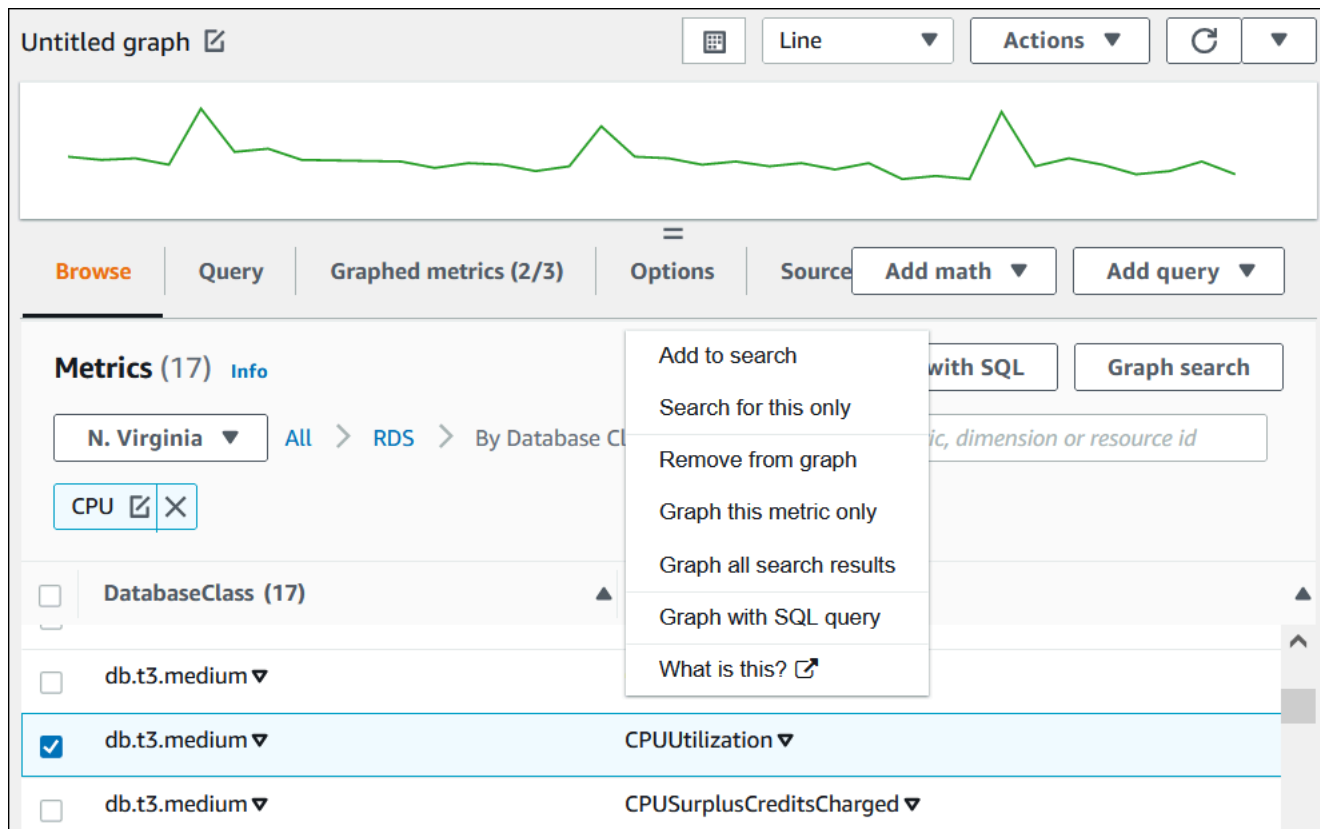 Untitled graph
Line
Actions
Browse
Query
Graphed metrics (2/3)
Options
Source
Add math
Add query
Metrics (17) Info
with SQL
Graph search
N. Virginia
All > RDS > By Database Cl
ic, dimension or resource id
CPU
Add to search
Search for this only
Remove from graph
Graph this metric only
Graph all search results
Graph with SQL query
What is this?
DatabaseClass (17)
db.t3.medium
db.t3.medium CPUUtilization
db.t3.medium CPUSurplusCreditsCharged